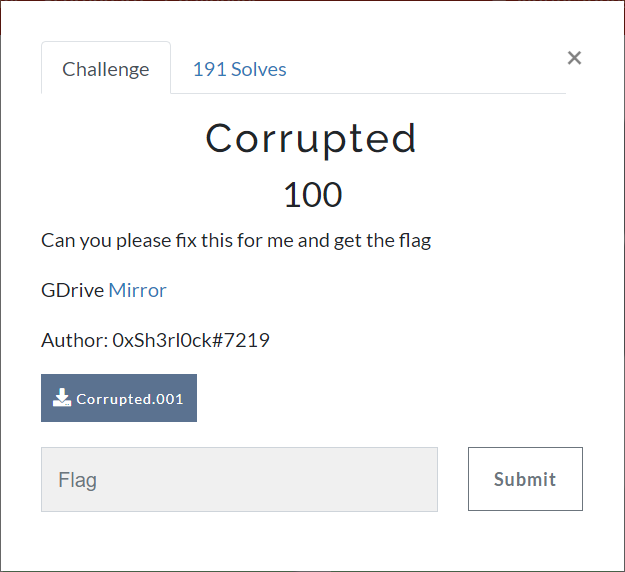 Challenge
191 Solves
×
Corrupted
100
Can you please fix this for me and get the flag
GDrive Mirror
Author: 0xSh3rl0ck#7219
Corrupted.001
Flag
Submit